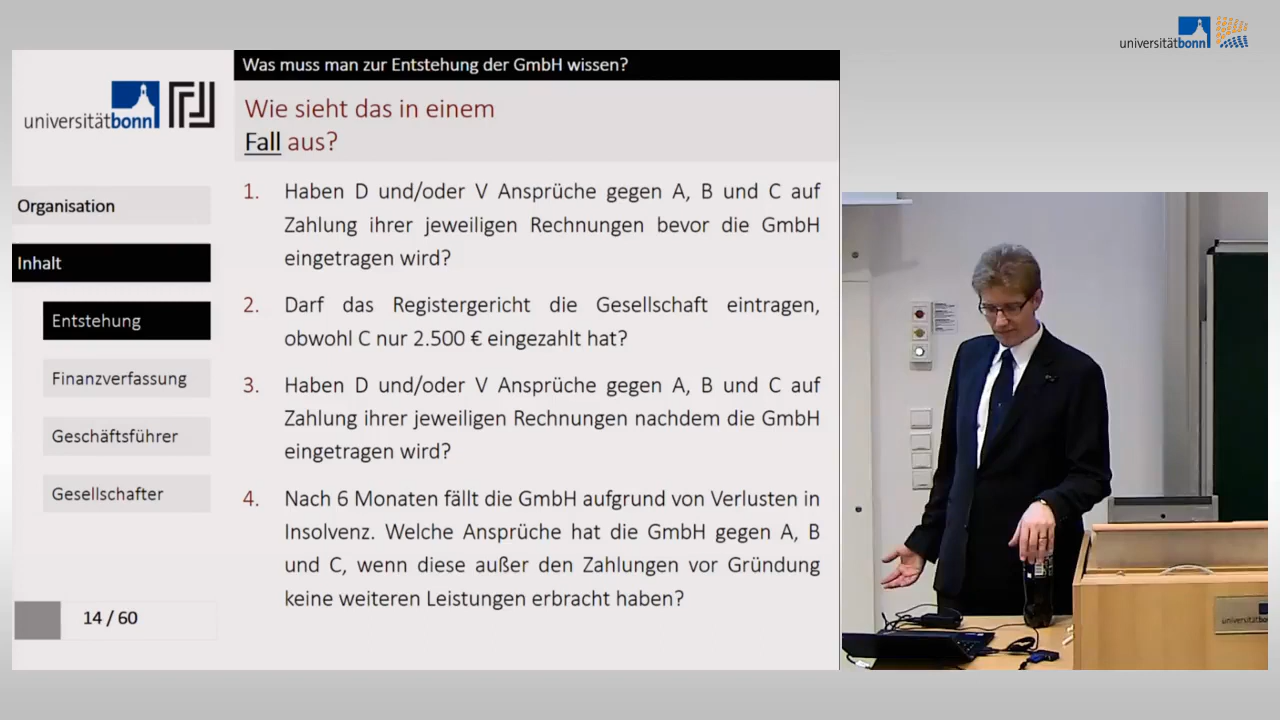 universitätbonn
Was muss man zur Entstehung der GmbH wissen?
universitätbonn
Wie sieht das in einem
Fall aus?
Organisation
Inhalt
Entstehung
Finanzverfassung
Geschäftsführer
Gesellschafter
14 / 60
1. Haben D und/oder V Ansprüche gegen A, B und C auf
Zahlung ihrer jeweiligen Rechnungen bevor die GmbH
eingetragen wird?
2. Darf das Registergericht die Gesellschaft eintragen,
obwohl C nur 2.500 € eingezahlt hat?
3. Haben D und/oder V Ansprüche gegen A, B und C auf
Zahlung ihrer jeweiligen Rechnungen nachdem die GmbH
eingetragen wird?
4. Nach 6 Monaten fällt die GmbH aufgrund von Verlusten in
Insolvenz. Welche Ansprüche hat die GmbH gegen A, B
und C, wenn diese außer den Zahlungen vor Gründung
keine weiteren Leistungen erbracht haben?